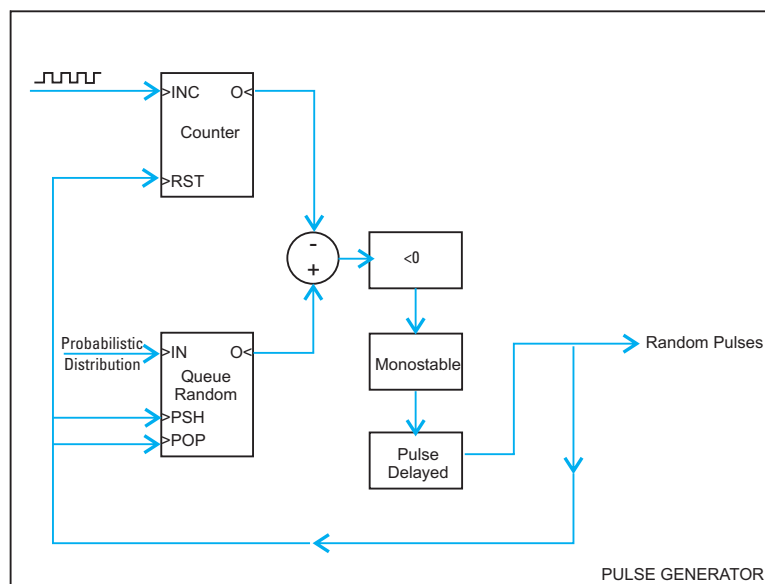 >INC O<
Counter
>RST
-
+
<0
Probabilistic
Distribution
>IN O<
Queue
Random
>PSH
>POP
Monostable
Pulse
Delayed
Random Pulses
PULSE GENERATOR